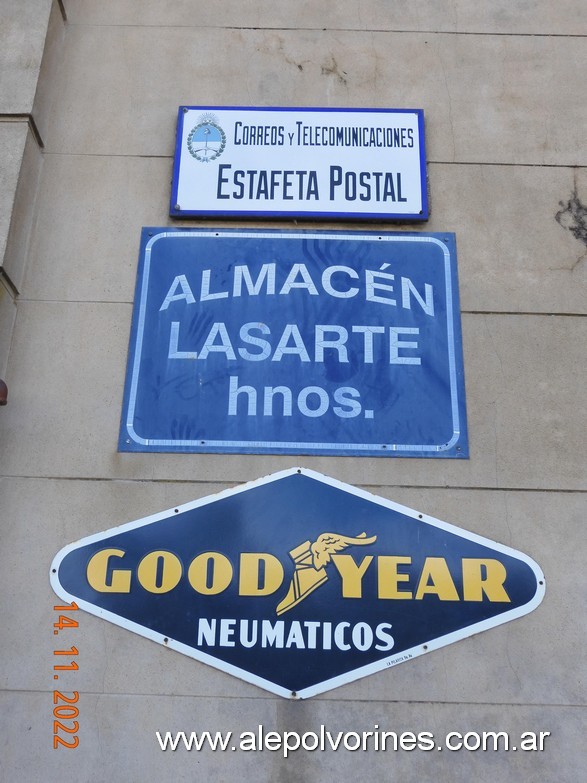 CORREOS Y TELECOMUNICACIONES
ESTAFETA POSTAL
ALMACÉN
LASARTE
hnos.
GOOD YEAR
NEUMATICOS
14.11.2022
www.alepolvorines.com.ar